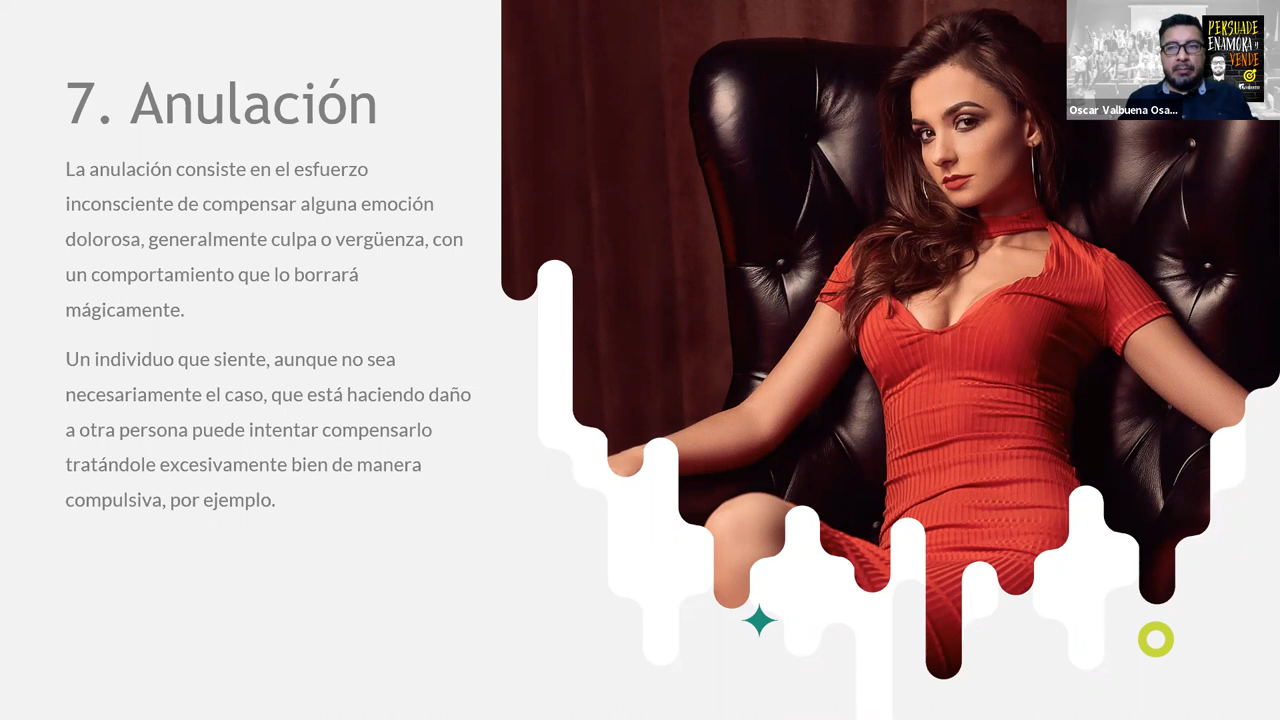 7. Anulación
La anulación consiste en el esfuerzo
inconsciente de compensar alguna emoción
dolorosa, generalmente culpa o vergüenza, con
un comportamiento que lo borrará
mágicamente.
Un individuo que siente, aunque no sea
necesariamente el caso, que está haciendo daño
a otra persona puede intentar compensarlo
tratándole excesivamente bien de manera
compulsiva, por ejemplo.
PERSUADE
ENAMORA y
VENDE
Oscar Valbuena Osa...